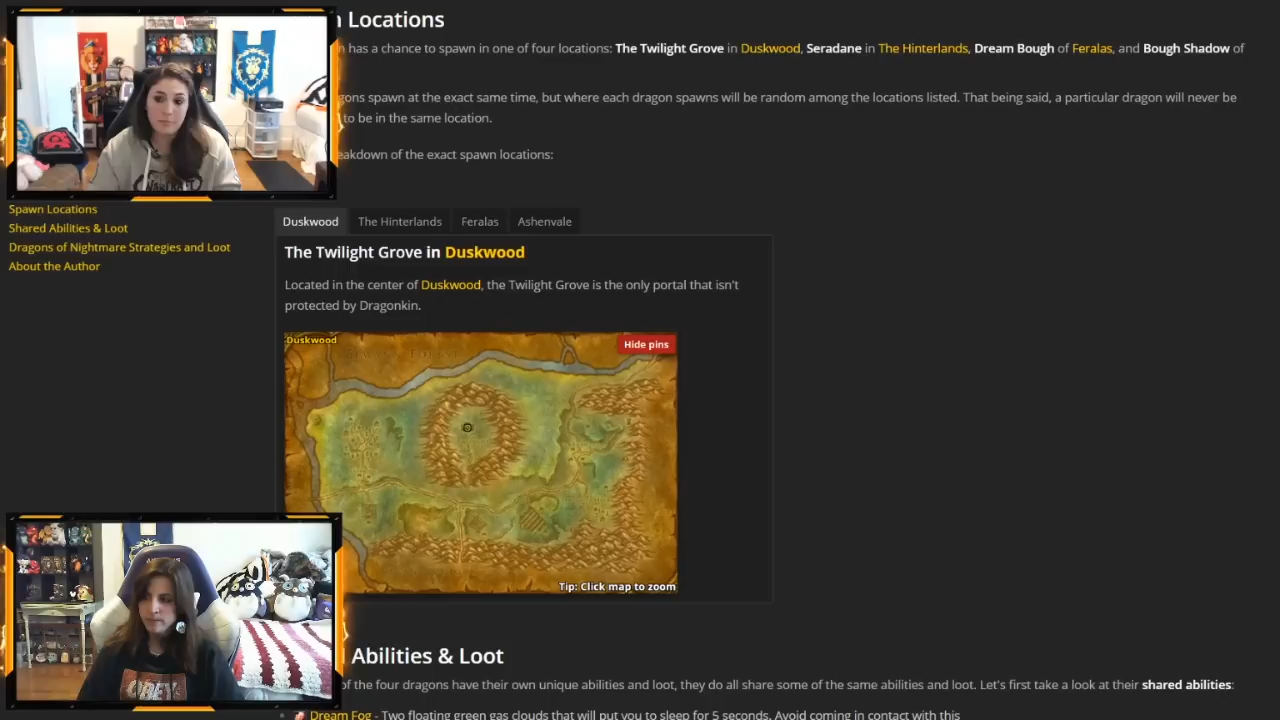 n Locations
n has a chance to spawn in one of four locations: The Twilight Grove in Duskwood, Seradane in The Hinterlands, Dream Bough of Feralas, and Bough Shadow of
gons spawn at the exact same time, but where each dragon spawns will be random among the locations listed. That being said, a particular dragon will never be
to be in the same location.
eakdown of the exact spawn locations:
Spawn Locations
Shared Abilities & Loot
Dragons of Nightmare Strategies and Loot
About the Author
Duskwood The Hinterlands Feralas Ashenvale
The Twilight Grove in Duskwood
Located in the center of Duskwood, the Twilight Grove is the only portal that isn't
protected by Dragonkin.
Duskwood
Hide pins
Tip: Click map to zoom
OBEY
Abilities & Loot
of the four dragons have their own unique abilities and loot, they do all share some of the same abilities and loot. Let's first take a look at their shared abilities:
Dream Fog - Two floating green gas clouds that will put you to sleep for 5 seconds. Avoid coming in contact with this